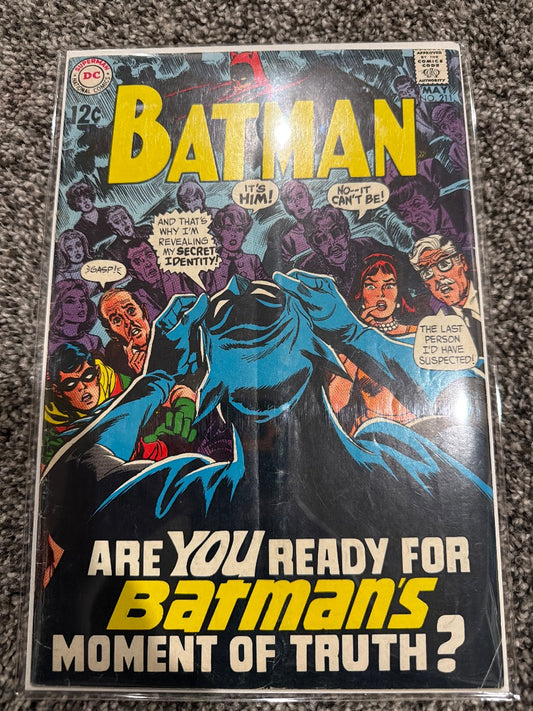 SUPERMAN
DC
NATIONAL COMICS
12¢
APPROVED
BY THE
COMICS
CODE
AUTHORITY
MAY
NO. 211
BATMAN
IT'S
HIM!
NO--IT
CAN'T BE!
AND THAT'S
WHY I'M
REVEALING
MY SECRET
IDENTITY!
GASP!
THE LAST
PERSON
I'D HAVE
SUSPECTED!
ARE YOU READY FOR
BATMAN'S
MOMENT OF TRUTH?